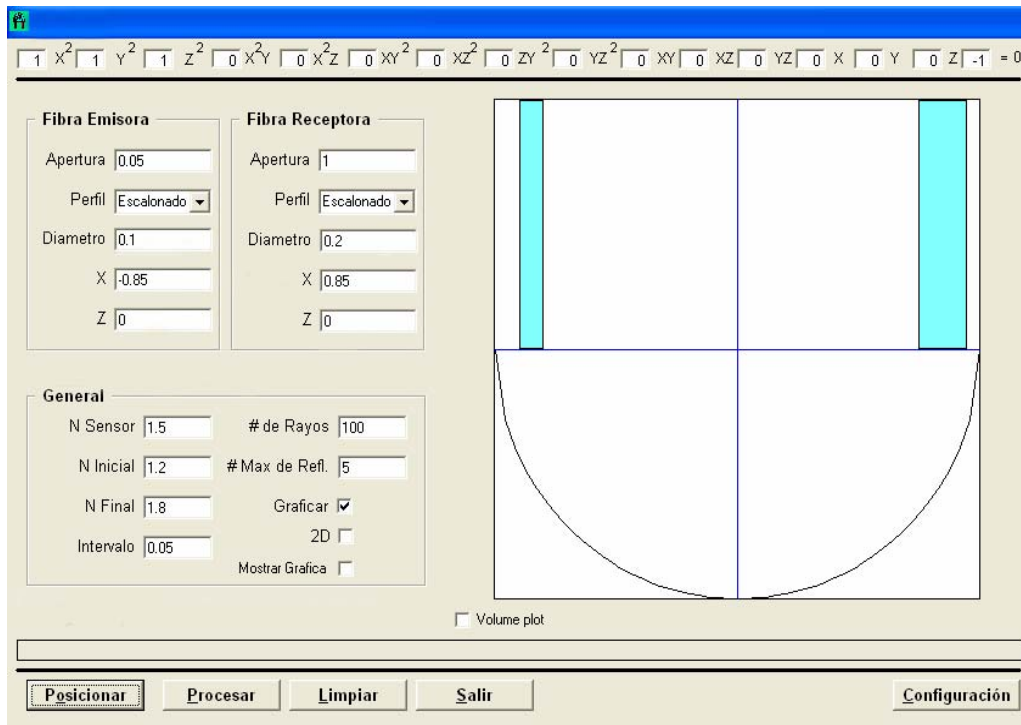 1 X² 1 Y² 1 Z² 0 X²Y 0 X²Z 0 XY² 0 XZ² 0 ZY² 0 YZ² 0 XY 0 XZ 0 YZ 0 X 0 Y 0 Z -1 = 0
Fibra Emisora
Apertura 0.05
Perfil Escalonado
Diametro 0.1
X -0.85
Z 0
Fibra Receptora
Apertura 1
Perfil Escalonado
Diametro 0.2
X 0.85
Z 0
General
N Sensor 1.5
N Inicial 1.2
N Final 1.8
Intervalo 0.05
# de Rayos 100
# Max de Refl. 5
Graficar
2D
Mostrar Grafica
Volume plot
Posicionar Procesar Limpiar Salir Configuración